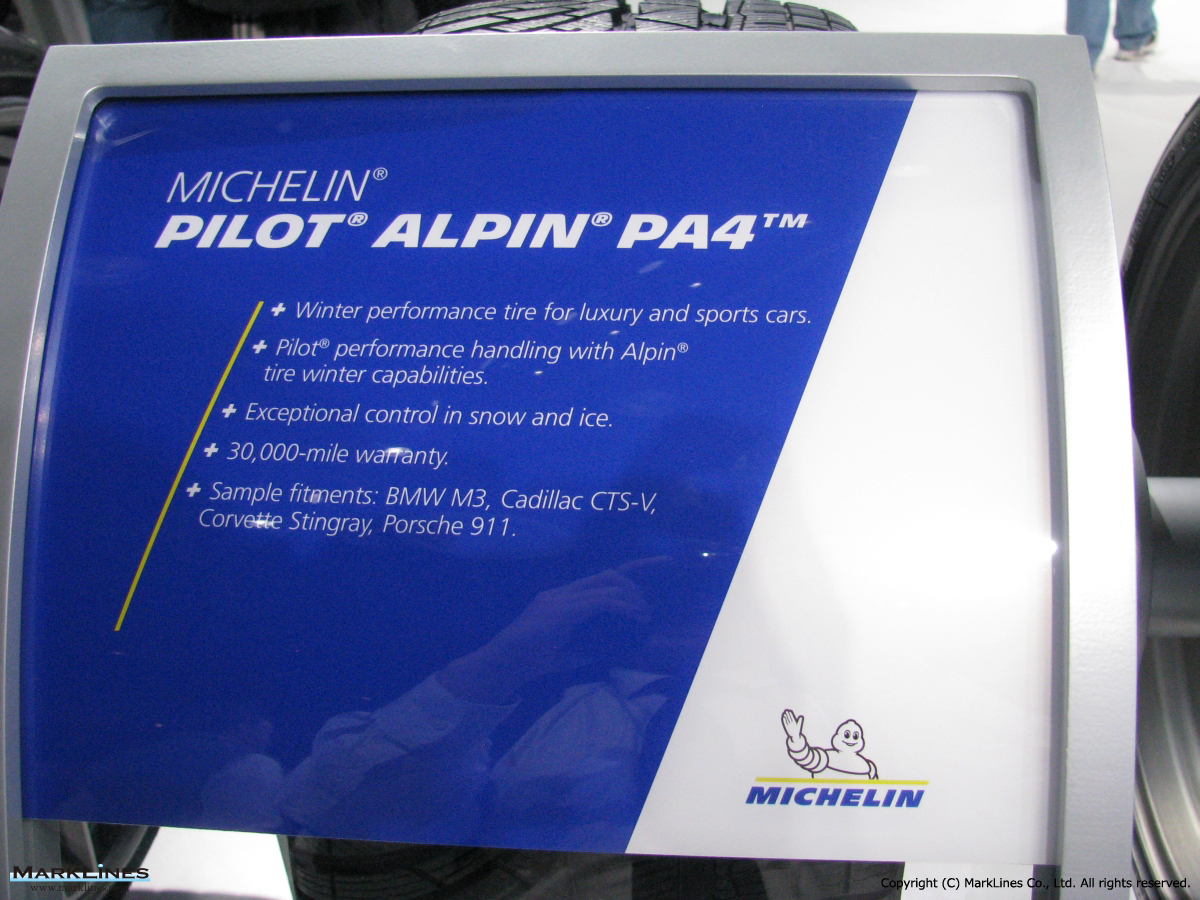 MICHELIN®
PILOT® ALPIN® PA4™
+ Winter performance tire for luxury and sports cars.
+ Pilot® performance handling with Alpin®
tire winter capabilities.
+ Exceptional control in snow and ice.
+ 30,000-mile warranty.
+ Sample fitments: BMW M3, Cadillac CTS-V,
Corvette Stingray, Porsche 911.
MICHELIN
MARKLINES
Copyright (C) MarkLines Co., Ltd. All rights reserved.